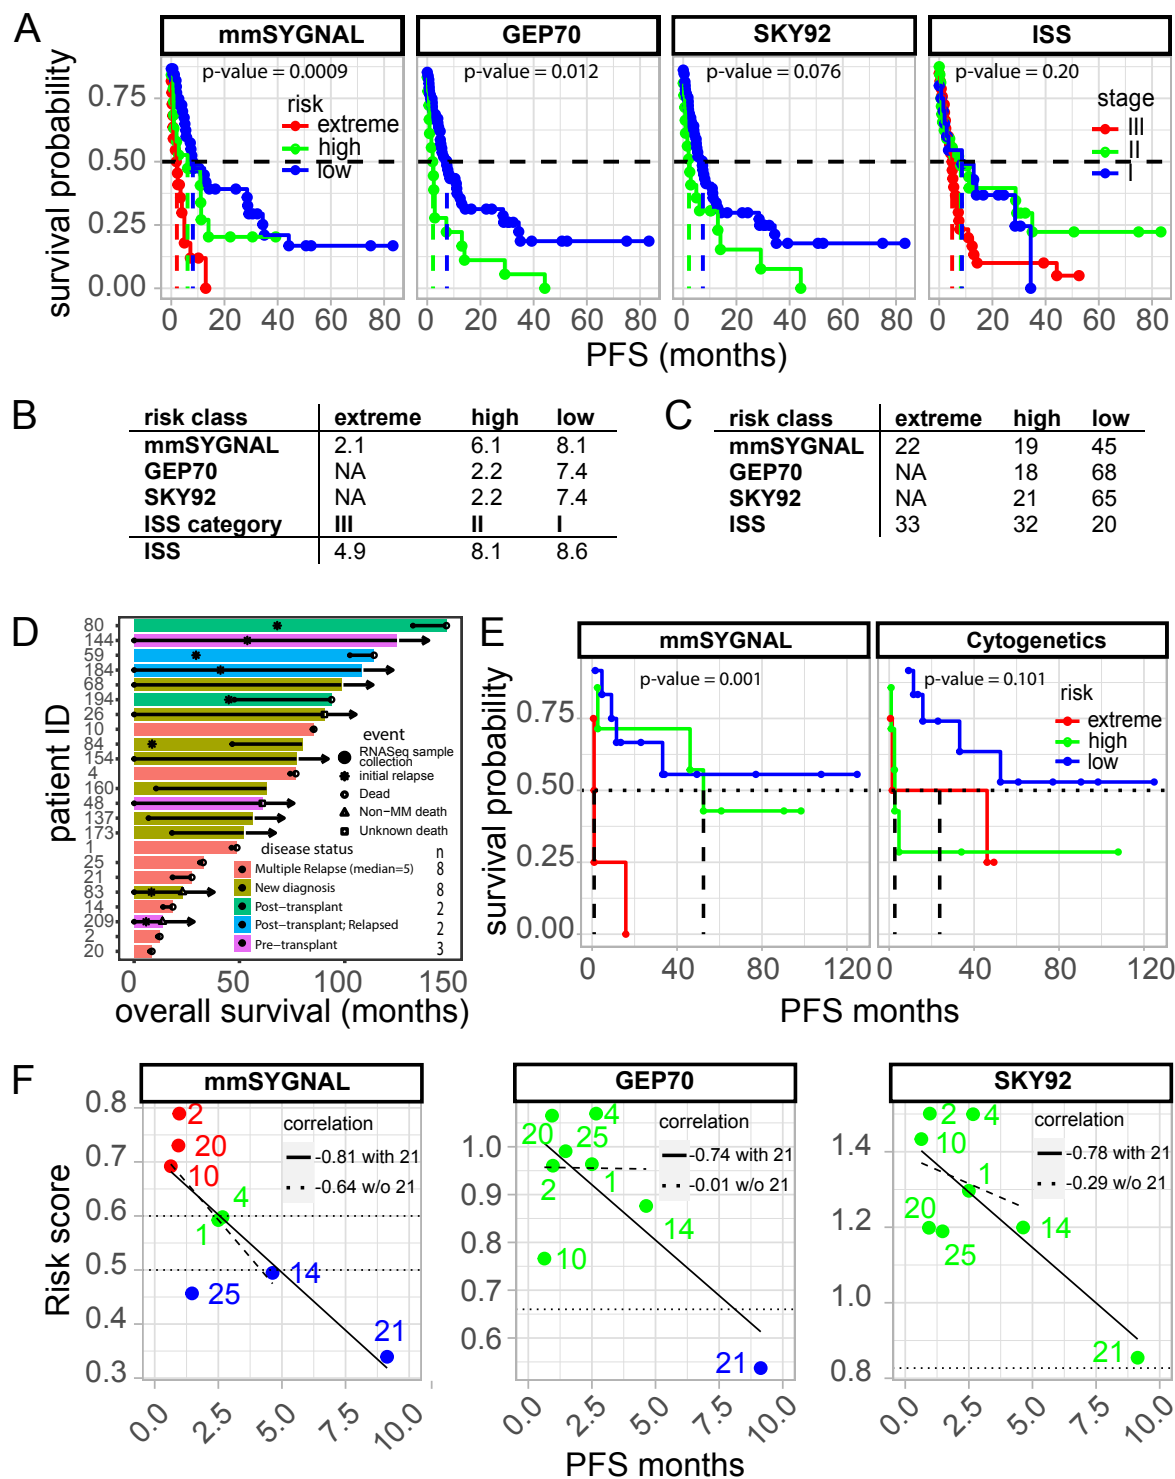 A
mmSYGNAL
GEP70
SKY92
ISS
survival probability
0.75
0.50
0.25
0.00
p-value = 0.0009
risk
extreme
high
low
p-value = 0.012
p-value = 0.076
p-value = 0.20
stage
III
II
I
0 20 40 60 80
0 20 40 60 80
0 20 40 60 80
0 20 40 60 80
PFS (months)
B
risk class extreme high low
mmSYGNAL 2.1 6.1 8.1
GEP70 NA 2.2 7.4
SKY92 NA 2.2 7.4
ISS category III II I
ISS 4.9 8.1 8.6
C
risk class extreme high low
mmSYGNAL 22 19 45
GEP70 NA 18 68
SKY92 NA 21 65
ISS 33 32 20
D
patient ID
80
144
59
184
68
194
26
10
84
154
4
160
48
137
173
1
25
21
83
14
209
2
20
event
RNASeq sample
collection
initial relapse
Dead
Non-MM death
Unknown death
disease status n
Multiple Relapse (median=5) 8
New diagnosis 8
Post-transplant 2
Post-transplant; Relapsed 2
Pre-transplant 3
0 50 100 150
overall survival (months)
E
mmSYGNAL
Cytogenetics
survival probability
0.75
0.50
0.25
0.00
p-value = 0.001
p-value = 0.101
risk
extreme
high
low
0 40 80 120
0 40 80 120
PFS months
F
mmSYGNAL
GEP70
SKY92
Risk score
0.8
0.7
0.6
0.5
0.4
0.3
2
20
10
4
1
25
14
21
correlation
-0.81 with 21
-0.64 w/o 21
0.0 2.5 5.0 7.5 10.0
1.0
0.9
0.8
0.7
0.6
4
20
25
2
1
14
10
21
correlation
-0.74 with 21
-0.01 w/o 21
0.0 2.5 5.0 7.5 10.0
1.4
1.2
1.0
0.8
2
4
10
1
20
14
25
21
correlation
-0.78 with 21
-0.29 w/o 21
0.0 2.5 5.0 7.5 10.0
PFS months